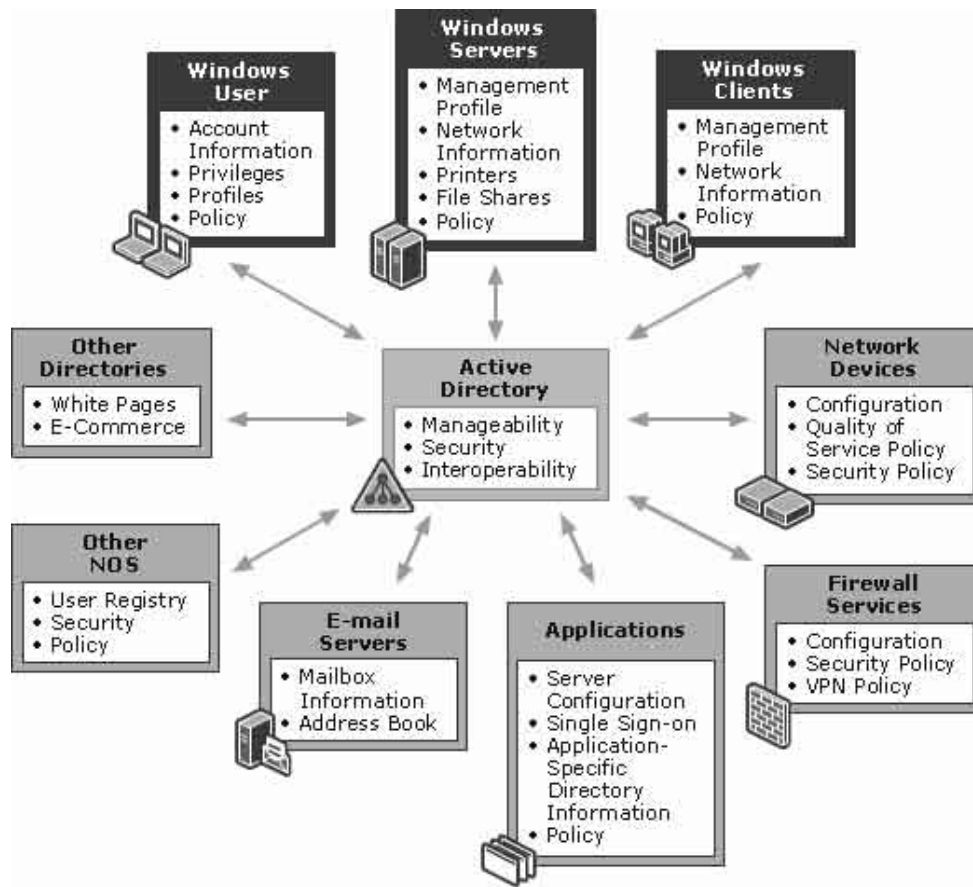 Windows
User
• Account
Information
• Privileges
• Profiles
• Policy
Windows
Servers
• Management
Profile
• Network
Information
• Printers
• File Shares
• Policy
Windows
Clients
• Management
Profile
• Network
Information
• Policy
Other
Directories
• White Pages
• E-Commerce
Active
Directory
• Manageability
• Security
• Interoperability
Network
Devices
• Configuration
• Quality of
Service Policy
• Security Policy
Other
NOS
• User Registry
• Security
• Policy
E-mail
Servers
• Mailbox
Information
• Address Book
Applications
• Server
Configuration
• Single Sign-on
• Application-
Specific
Directory
Information
• Policy
Firewall
Services
• Configuration
• Security Policy
• VPN Policy